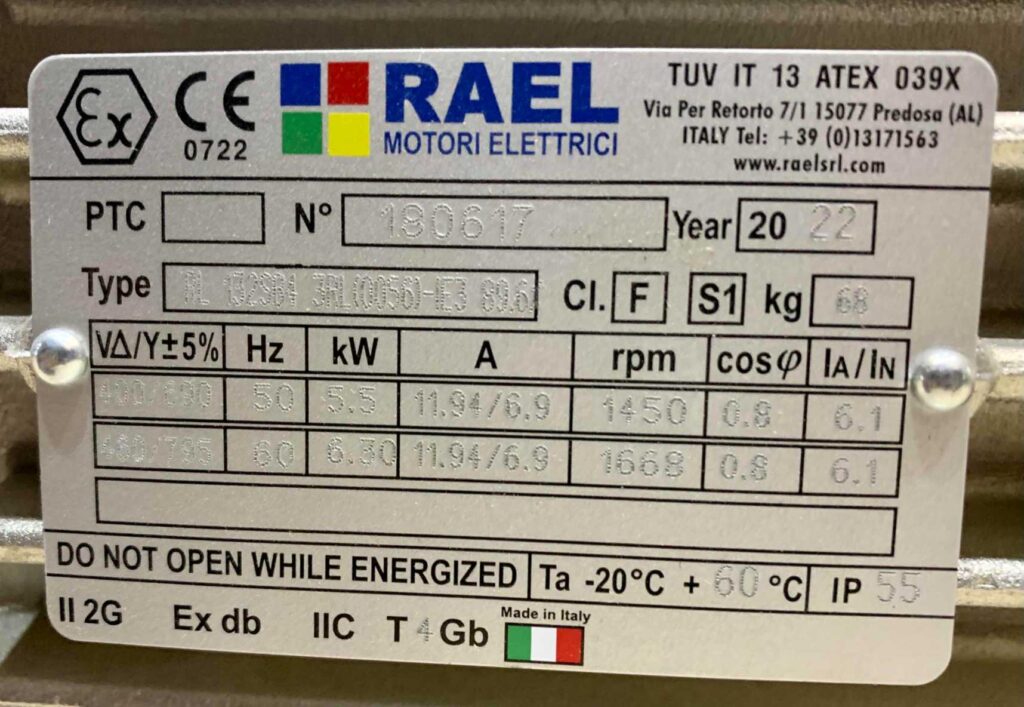 Ex CE 0722
RAEL
MOTORI ELETTRICI
TUV IT 13 ATEX 039X
Via Per Retorto 7/1 15077 Predosa (AL)
ITALY Tel: +39 (0)13171563
www.raelsrl.com
PTC N° 180617 Year 20 22
Type IE3 Cl. F S1 kg 68
VΔ/Y±5% Hz kW A rpm cosφ IA/IN
400/690 50 5.5 11.94/6.9 1450 0.8 6.1
60 6.30 11.94/6.9 1668 0.8 6.1
DO NOT OPEN WHILE ENERGIZED Ta -20°C + 60 °C IP 55
II 2G Ex db IIC T 4 Gb
Made in Italy